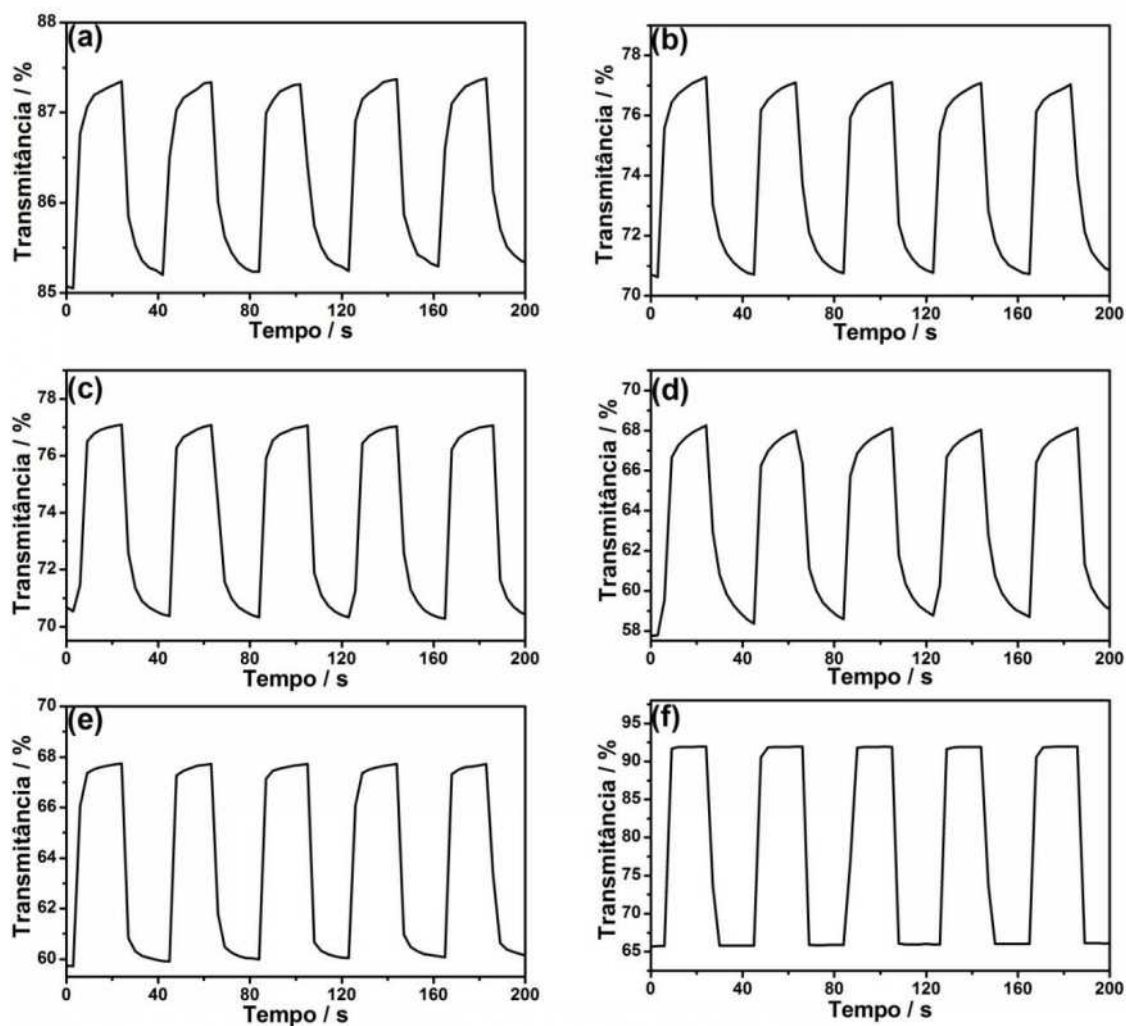 (a)
Transmitância / %
88
87
86
85
0 40 80 120 160 200
Tempo / s
(b)
Transmitância / %
78
76
74
72
70
0 40 80 120 160 200
Tempo / s
(c)
Transmitância / %
78
76
74
72
70
0 40 80 120 160 200
Tempo / s
(d)
Transmitância / %
70
68
66
64
62
60
58
0 40 80 120 160 200
Tempo / s
(e)
Transmitância / %
70
68
66
64
62
60
0 40 80 120 160 200
Tempo / s
(f)
Transmitância / %
95
90
85
80
75
70
65
0 40 80 120 160 200
Tempo / s